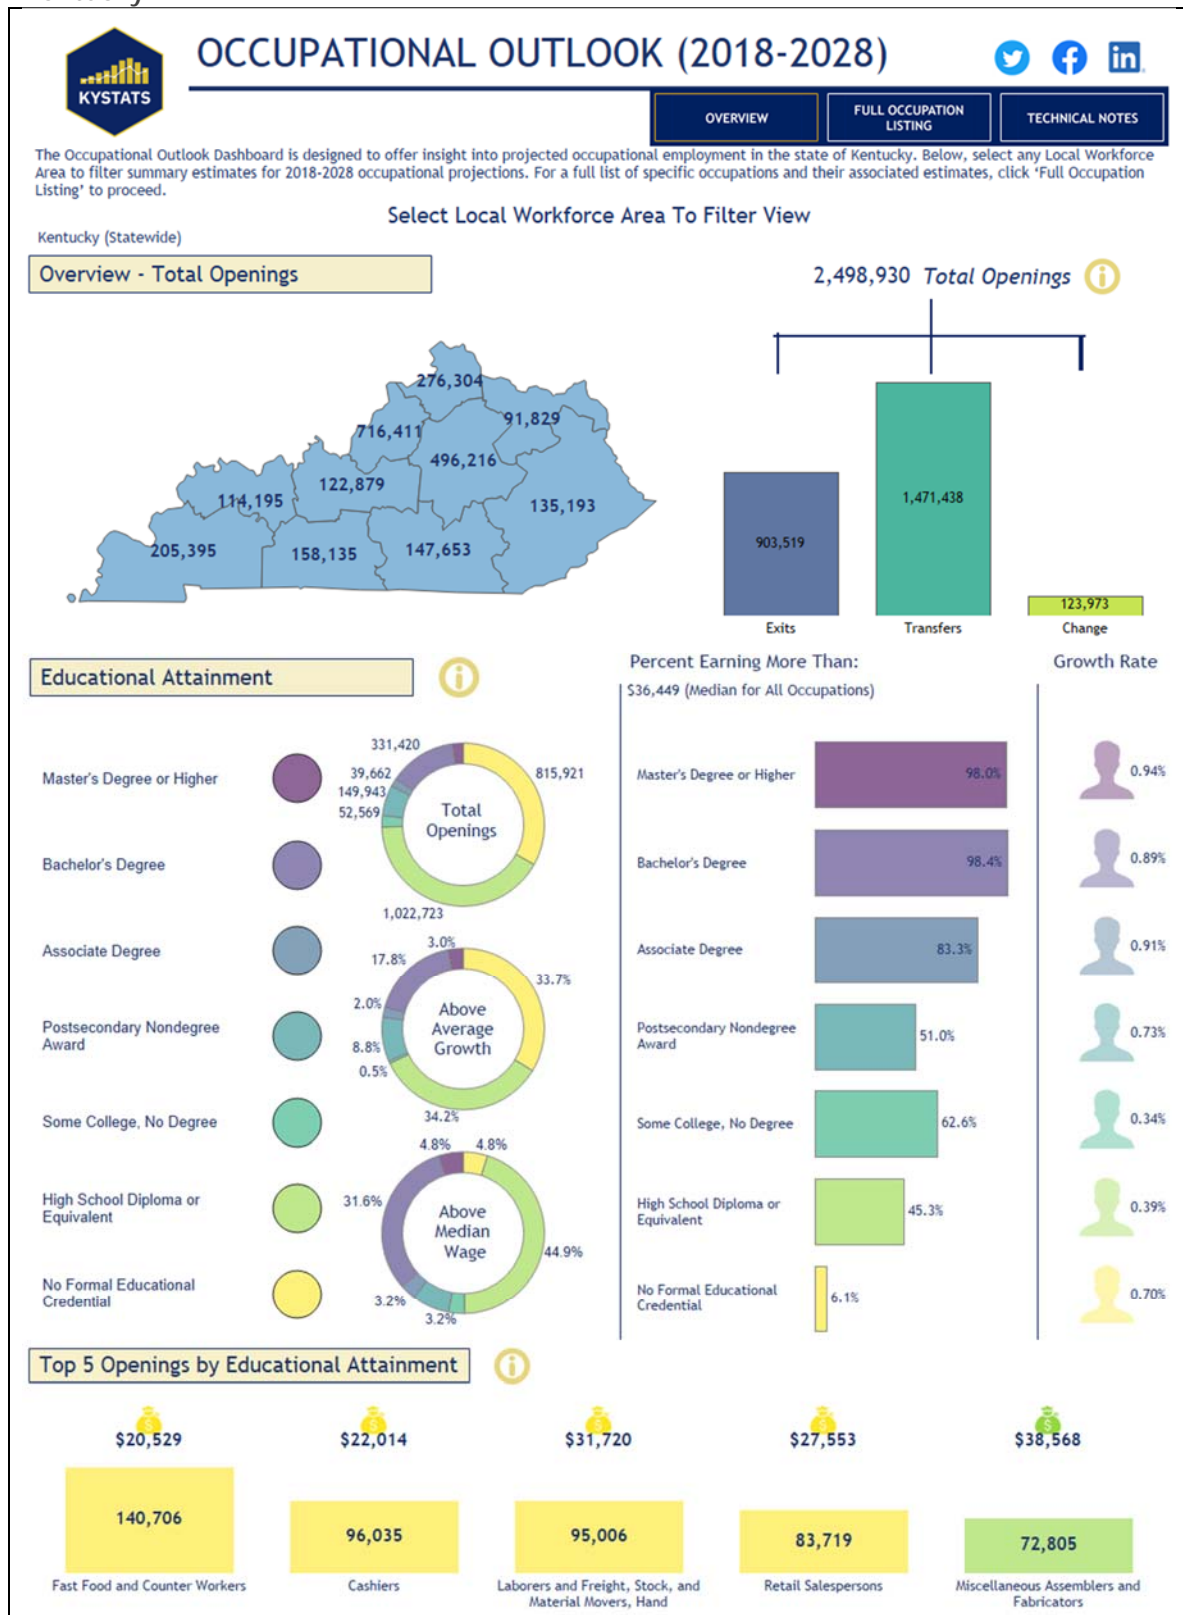 OCCUPATIONAL OUTLOOK (2018-2028)
KYSTATS
in
OVERVIEW
FULL OCCUPATION
LISTING
TECHNICAL NOTES
The Occupational Outlook Dashboard is designed to offer insight into projected occupational employment in the state of Kentucky. Below, select any Local Workforce
Area to filter summary estimates for 2018-2028 occupational projections. For a full list of specific occupations and their associated estimates, click ‘Full Occupation
Listing’ to proceed.
Select Local Workforce Area To Filter View
Kentucky (Statewide)
Overview - Total Openings
2,498,930 Total Openings
276,304
91,829
716,411
496,216
122,879
114,195
135,193
205,395
158,135
147,653
1,471,438
903,519
123,973
Exits
Transfers
Change
Educational Attainment
Percent Earning More Than:
Growth Rate
$36,449 (Median for All Occupations)
Master's Degree or Higher
Bachelor's Degree
Associate Degree
Postsecondary Nondegree
Award
Some College, No Degree
High School Diploma or
Equivalent
No Formal Educational
Credential
331,420
39,662
149,943
52,569
815,921
Total
Openings
1,022,723
3.0%
17.8%
33.7%
2.0%
Above
Average
Growth
8.8%
0.5%
34.2%
4.8%
4.8%
31.6%
Above
Median
Wage
44.9%
3.2%
3.2%
Master's Degree or Higher
98.0%
0.94%
Bachelor's Degree
98.4%
0.89%
Associate Degree
83.3%
0.91%
Postsecondary Nondegree
Award
51.0%
0.73%
Some College, No Degree
62.6%
0.34%
High School Diploma or
Equivalent
45.3%
0.39%
No Formal Educational
Credential
6.1%
0.70%
Top 5 Openings by Educational Attainment
$20,529
$22,014
$31,720
$27,553
$38,568
140,706
96,035
95,006
83,719
72,805
Fast Food and Counter Workers
Cashiers
Laborers and Freight, Stock, and
Material Movers, Hand
Retail Salespersons
Miscellaneous Assemblers and
Fabricators